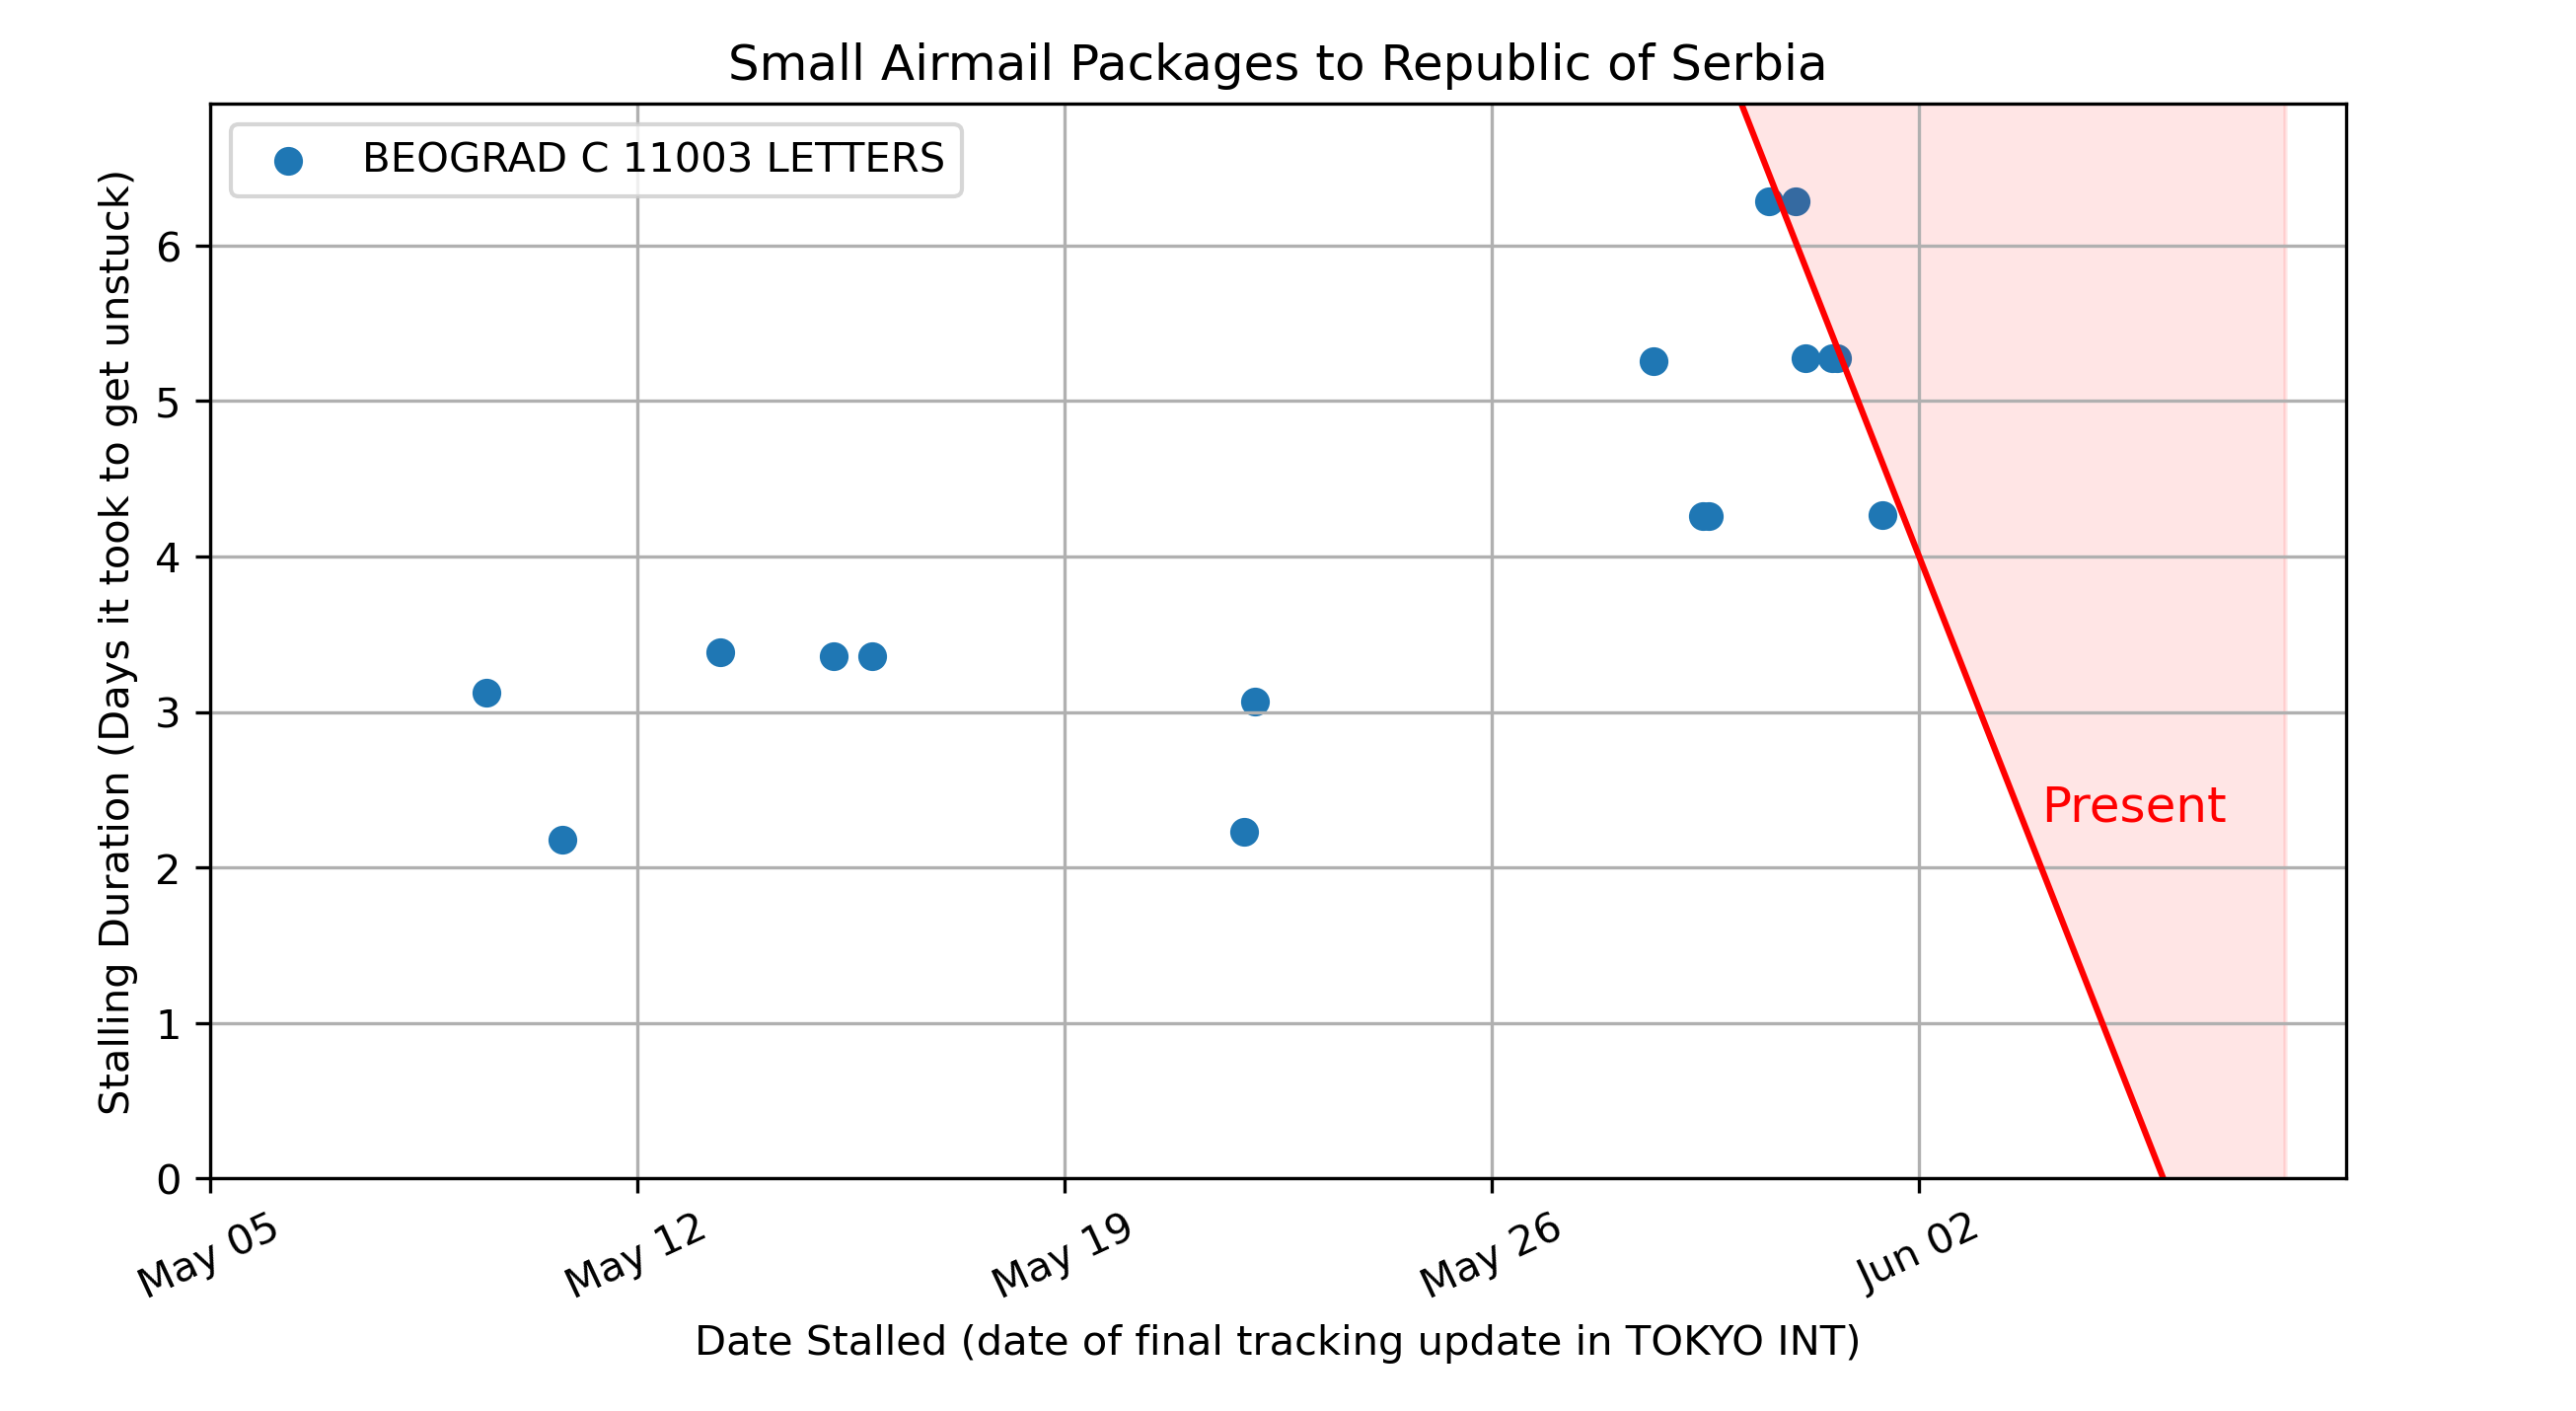 Small Airmail Packages to Republic of Serbia
BEOGRAD C 11003 LETTERS
Stalling Duration (Days it took to get unstuck)
6
5
4
3
2
1
0
Present
May 05
May 12
May 19
May 26
Jun 02
Date Stalled (date of final tracking update in TOKYO INT)